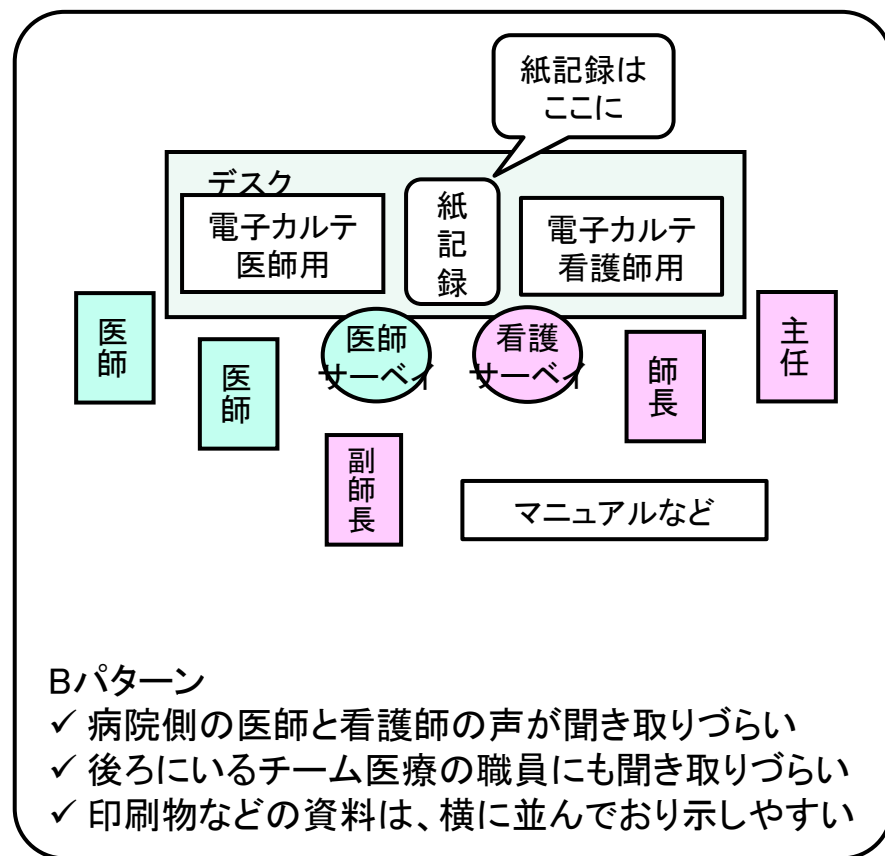 紙記録は
ここに
デスク
電子カルテ
医師用
紙
記
録
電子カルテ
看護師用
医
師
医
師
医師
サーベイ
看護
サーベイ
師
長
主
任
副
師
長
マニュアルなど
Bパターン
✓ 病院側の医師と看護師の声が聞き取りづらい
✓ 後ろにいるチーム医療の職員にも聞き取りづらい
✓ 印刷物などの資料は、横に並んでおり示しやすい